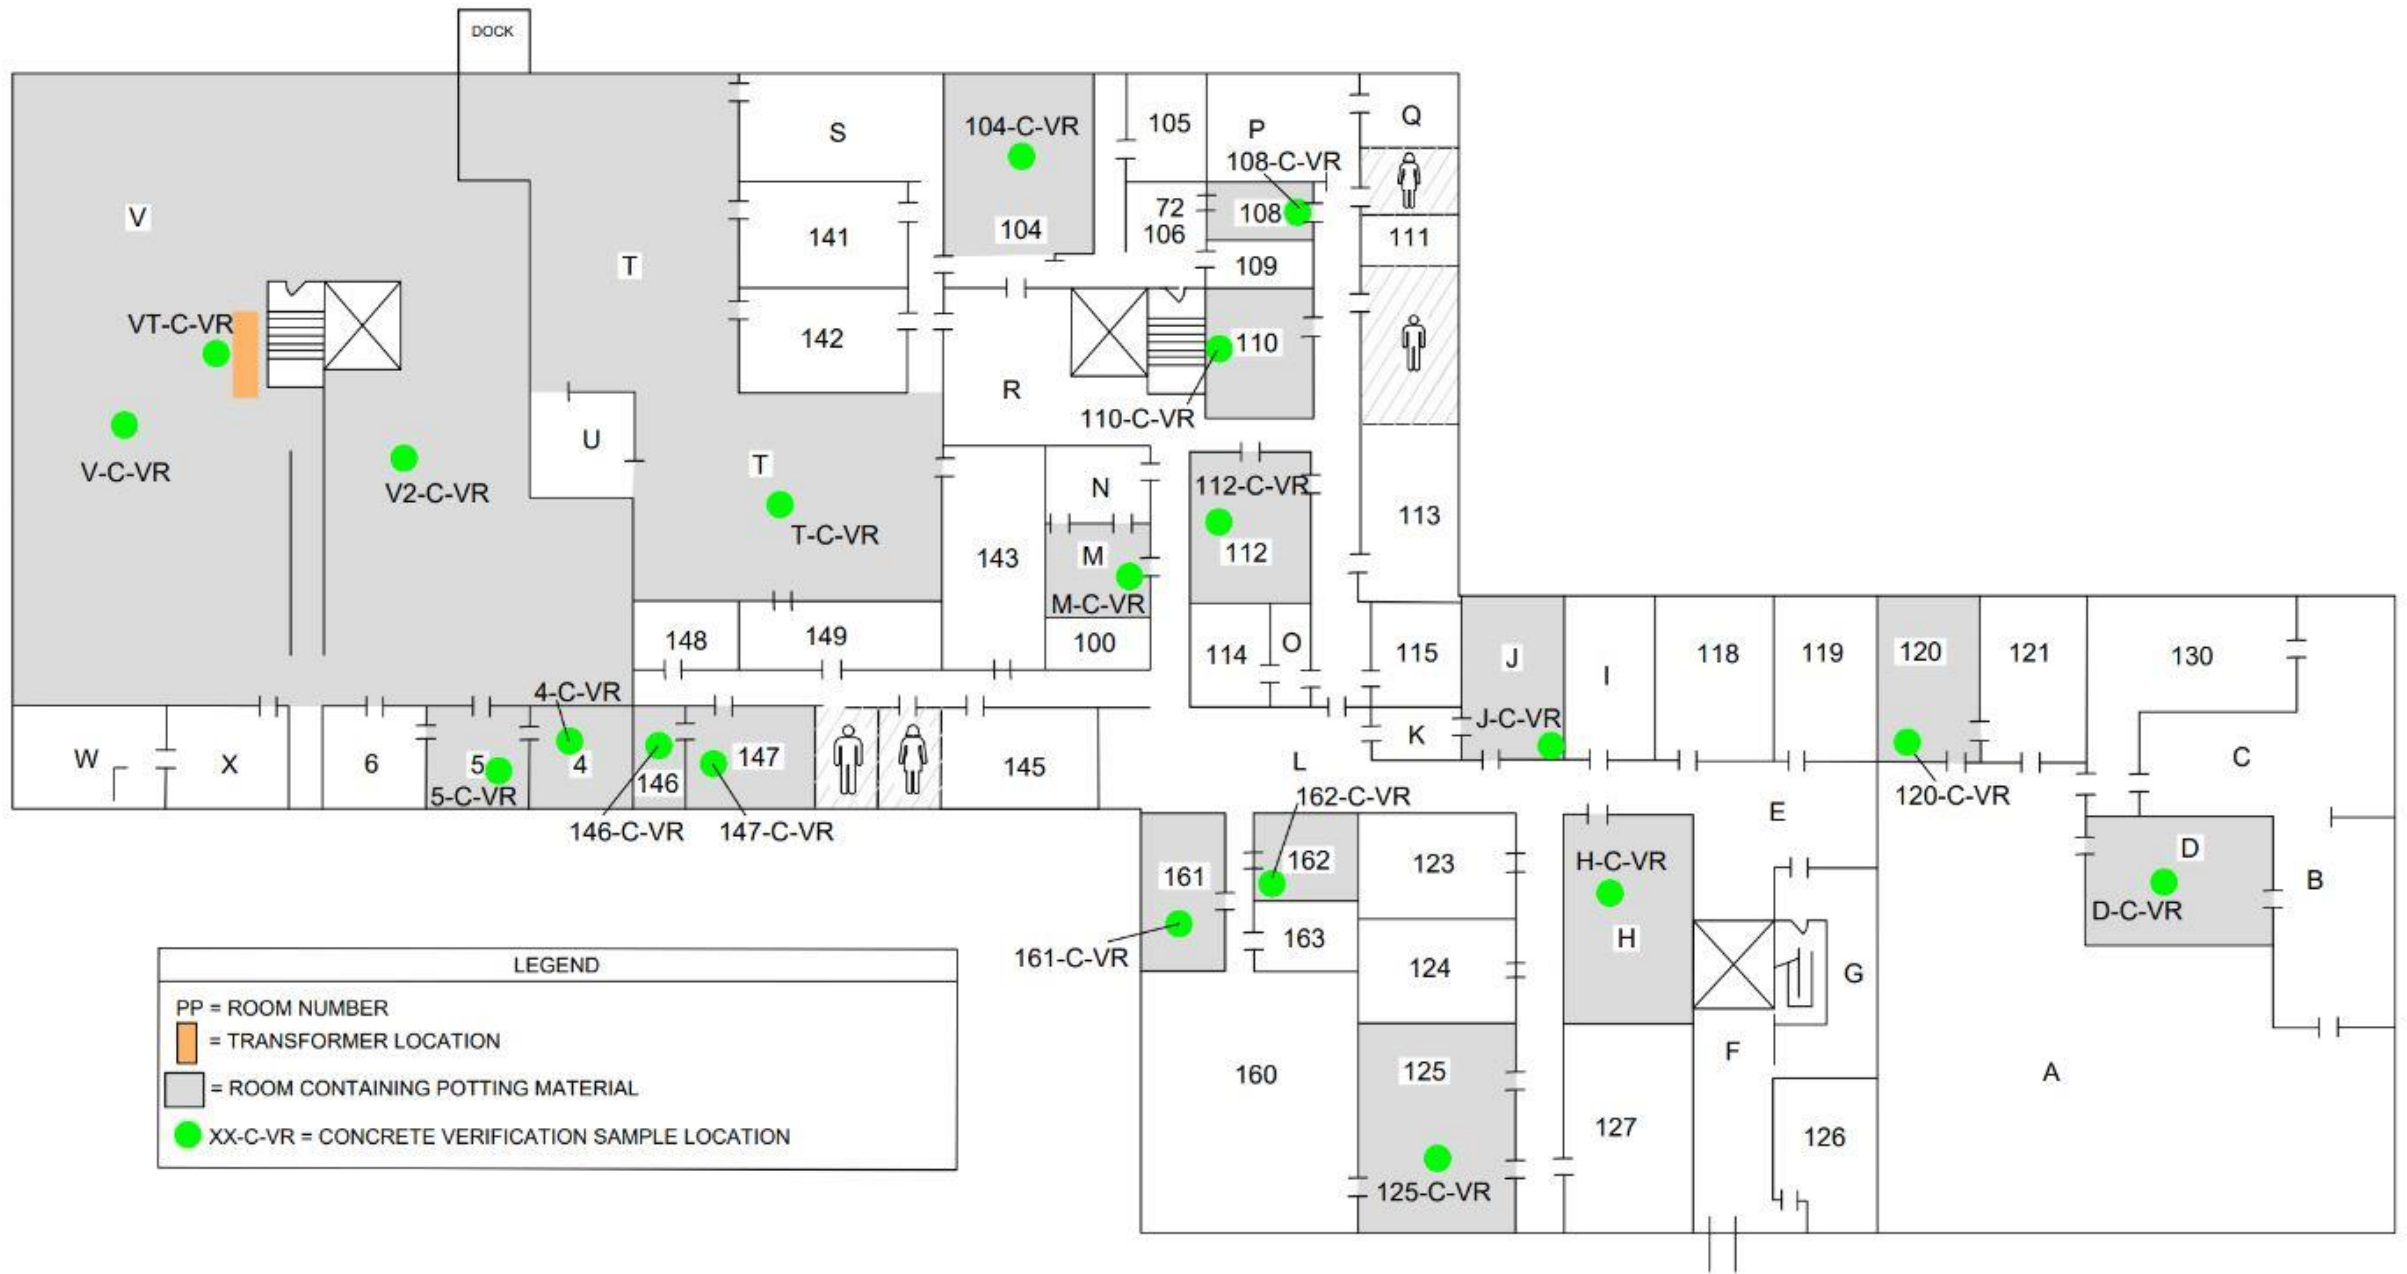 DOCK
S
104-C-VR
104
105
P
108-C-VR
Q
V
T
141
72
106
108
109
111
VT-C-VR
142
R
110
110-C-VR
V-C-VR
V2-C-VR
U
T
T-C-VR
143
N
M
M-C-VR
100
112-C-VR
112
113
148
149
114
O
115
J
I
118
119
120
121
130
4-C-VR
W
X
6
5
5-C-VR
4
146
147
146-C-VR
147-C-VR
145
L
K
J-C-VR
E
120-C-VR
C
162-C-VR
161
162
161-C-VR
163
123
124
H-C-VR
H
G
D
D-C-VR
B
160
125
125-C-VR
127
F
126
A
LEGEND
PP = ROOM NUMBER
= TRANSFORMER LOCATION
= ROOM CONTAINING POTTING MATERIAL
XX-C-VR = CONCRETE VERIFICATION SAMPLE LOCATION